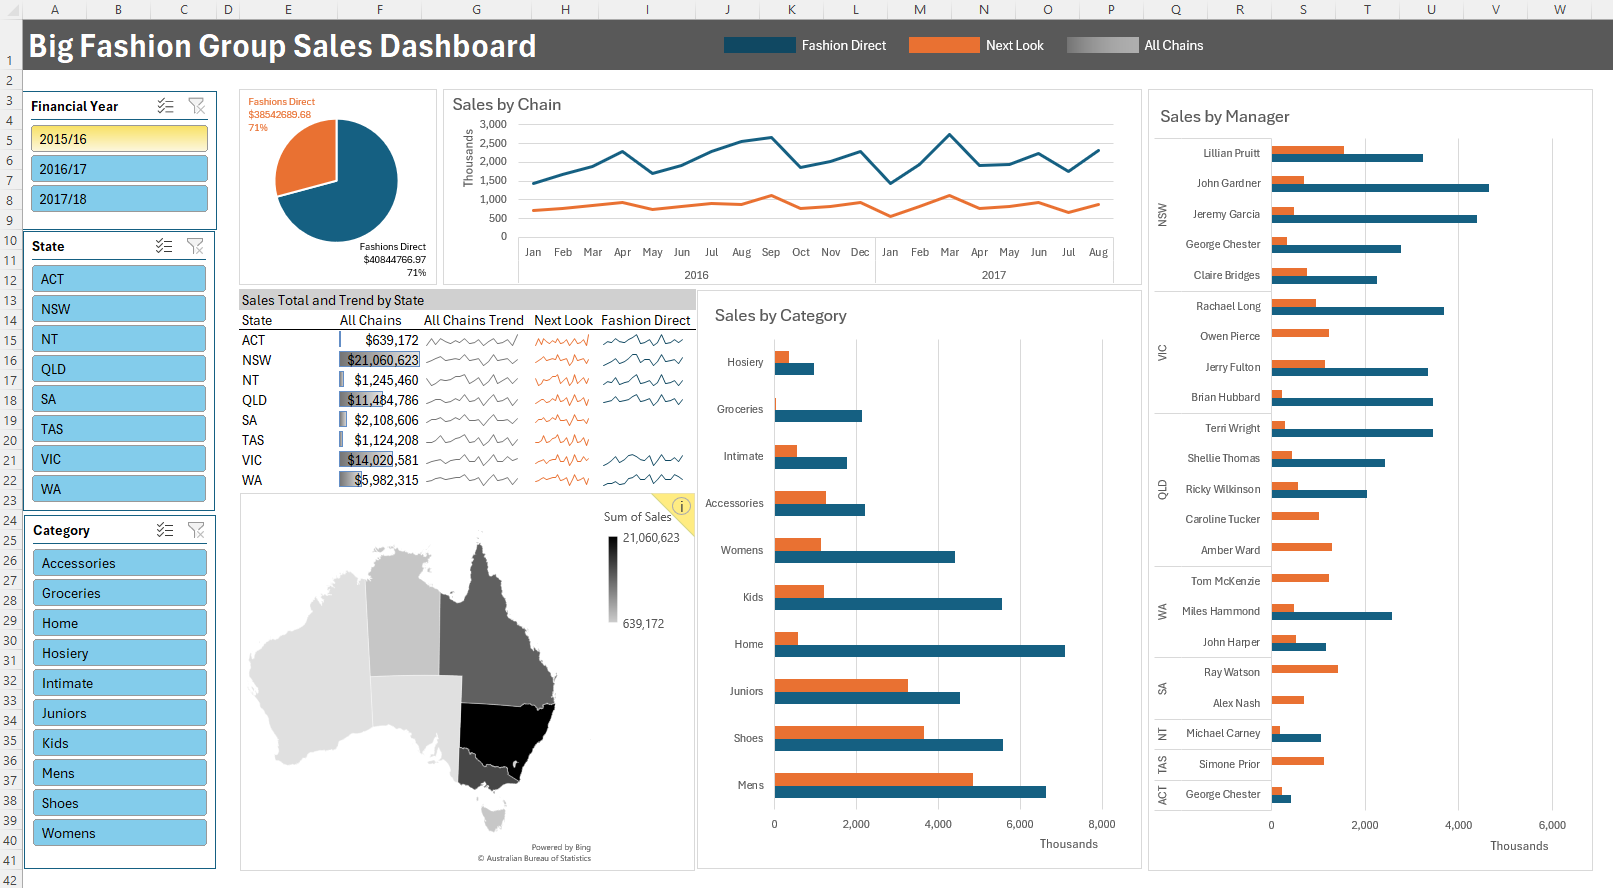 A B C D E F G H I J K L M N O P Q R S T U V W
1
2
3
4
5
6
7
8
9
10
11
12
13
14
15
16
17
18
19
20
21
22
23
24
25
26
27
28
29
30
31
32
33
34
35
36
37
38
39
40
41
42
Big Fashion Group Sales Dashboard
Fashion Direct
Next Look
All Chains
Financial Year
2015/16
2016/17
2017/18
State
ACT
NSW
NT
QLD
SA
TAS
VIC
WA
Category
Accessories
Groceries
Home
Hosiery
Intimate
Juniors
Kids
Mens
Shoes
Womens
Fashions Direct
$38542689.68
71%
Fashions Direct
$40844766.97
71%
Sales by Chain
Thousands
3,000
2,500
2,000
1,500
1,000
500
0
Jan Feb Mar Apr May Jun Jul Aug Sep Oct Nov Dec Jan Feb Mar Apr May Jun Jul Aug
2016 2017
Sales Total and Trend by State
State All Chains All Chains Trend Next Look Fashion Direct
ACT $639,172
NSW $21,060,623
NT $1,245,460
QLD $11,484,786
SA $2,108,606
TAS $1,124,208
VIC $14,020,581
WA $5,982,315
Sum of Sales
21,060,623
639,172
Powered by Bing
© Australian Bureau of Statistics
Sales by Category
Hosiery
Groceries
Intimate
Accessories
Womens
Kids
Home
Juniors
Shoes
Mens
0 2,000 4,000 6,000 8,000
Thousands
Sales by Manager
NSW
Lillian Pruitt
John Gardner
Jeremy Garcia
George Chester
Claire Bridges
VIC
Rachael Long
Owen Pierce
Jerry Fulton
Brian Hubbard
QLD
Terri Wright
Shellie Thomas
Ricky Wilkinson
Caroline Tucker
Amber Ward
WA
Tom McKenzie
Miles Hammond
John Harper
SA
Ray Watson
Alex Nash
NT
Michael Carney
TAS
Simone Prior
ACT
George Chester
0 2,000 4,000 6,000
Thousands